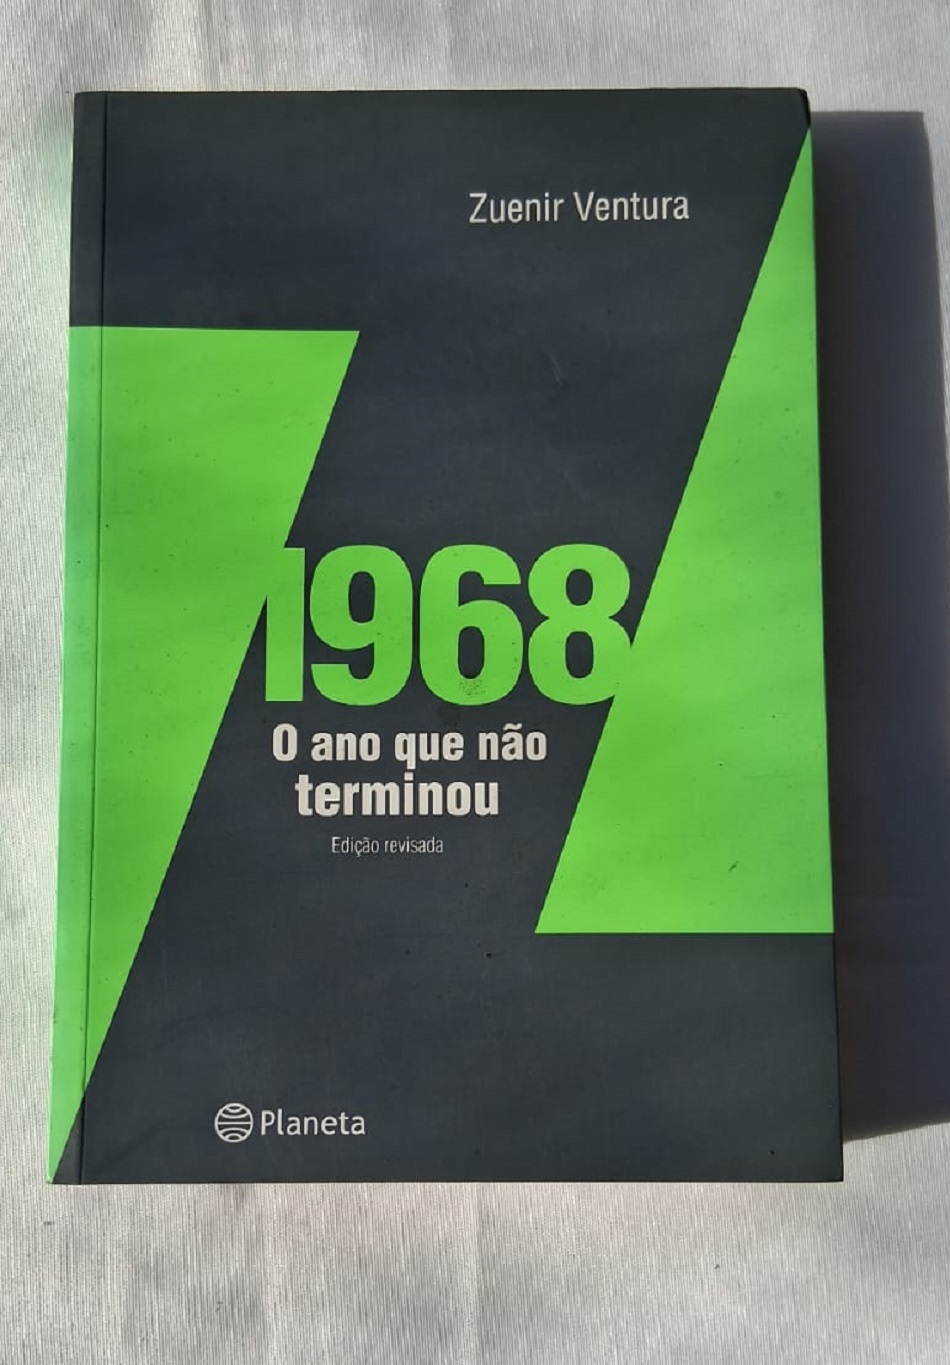 Zuenir Ventura
1968
O ano que não
terminou
Edição revisada
Planeta